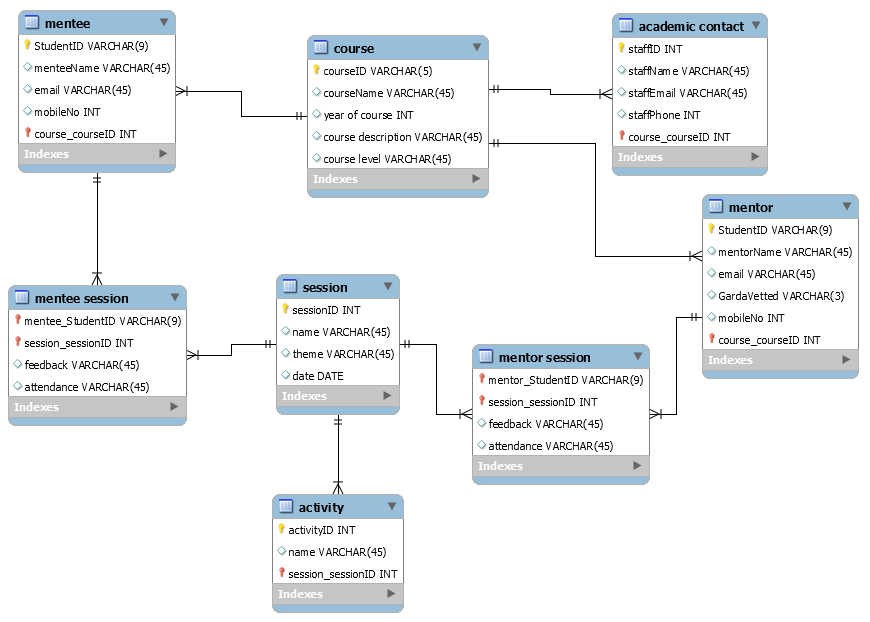 mentee
StudentID VARCHAR(9)
menteeName VARCHAR(45)
email VARCHAR(45)
mobileNo INT
course_courseID INT
Indexes
course
courseID VARCHAR(5)
courseName VARCHAR(45)
year of course INT
course description VARCHAR(45)
course level VARCHAR(45)
Indexes
academic contact
staffID INT
staffName VARCHAR(45)
staffEmail VARCHAR(45)
staffPhone INT
course_courseID INT
Indexes
mentor
StudentID VARCHAR(9)
mentorName VARCHAR(45)
email VARCHAR(45)
GardaVetted VARCHAR(3)
mobileNo INT
course_courseID INT
Indexes
mentee session
mentee_StudentID VARCHAR(9)
session_sessionID INT
feedback VARCHAR(45)
attendance VARCHAR(45)
Indexes
session
sessionID INT
name VARCHAR(45)
theme VARCHAR(45)
date DATE
Indexes
mentor session
mentor_StudentID VARCHAR(9)
session_sessionID INT
feedback VARCHAR(45)
attendance VARCHAR(45)
Indexes
activity
activityID INT
name VARCHAR(45)
session_sessionID INT
Indexes